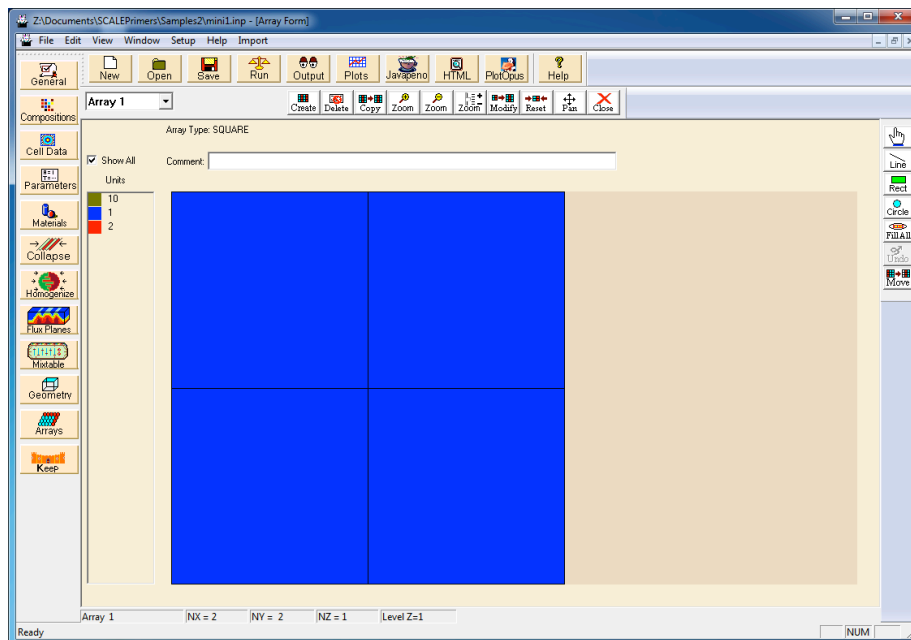 Z:\Documents\SCALEPrimers\Samples2\mini1.inp - [Array Form]
File Edit View Window Setup Help Import
General
New Open Save Run Output Plots Javapeno HTML PlotOpus Help
Compositions
Array 1
Create Delete Copy Zoom Zoom Zoom Modify Reset Pan Close
Array Type: SQUARE
Cell Data
Show All Comment:
Units
Line
Parameters
Rect
10
1
2
Materials
Circle
FillAll
Collapse
Undo
Move
Homogenize
Flux Planes
Mixtable
Geometry
Arrays
Keep
Array 1 NX = 2 NY = 2 NZ = 1 Level Z=1
Ready NUM